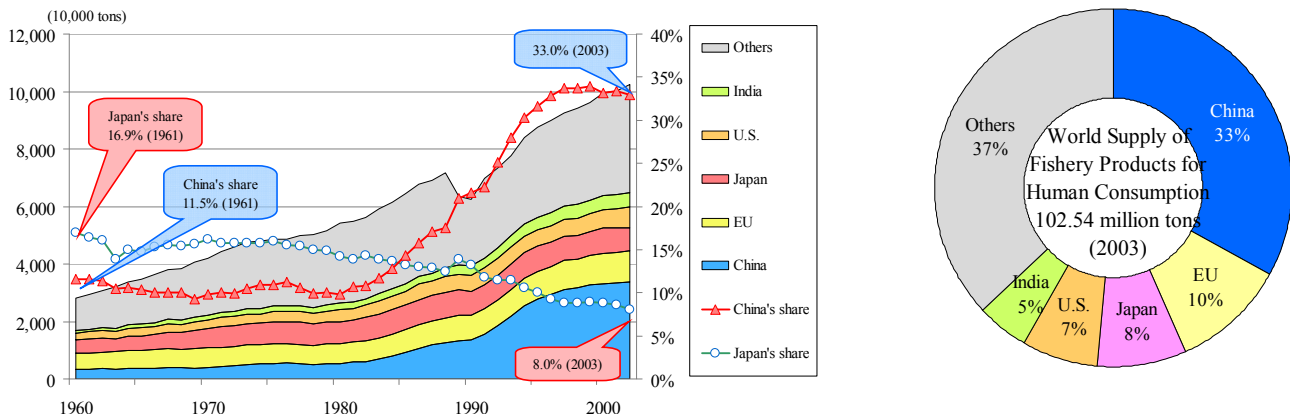 (10,000 tons)
12,000
10,000
8,000
6,000
4,000
2,000
0
40%
35%
30%
25%
20%
15%
10%
5%
0%
1960
1970
1980
1990
2000
Japan's share
16.9% (1961)
China's share
11.5% (1961)
33.0% (2003)
8.0% (2003)
Others
India
U.S.
Japan
EU
China
China's share
Japan's share
China
33%
EU
10%
Japan
8%
U.S.
7%
India
5%
Others
37%
World Supply of
Fishery Products for
Human Consumption
102.54 million tons
(2003)